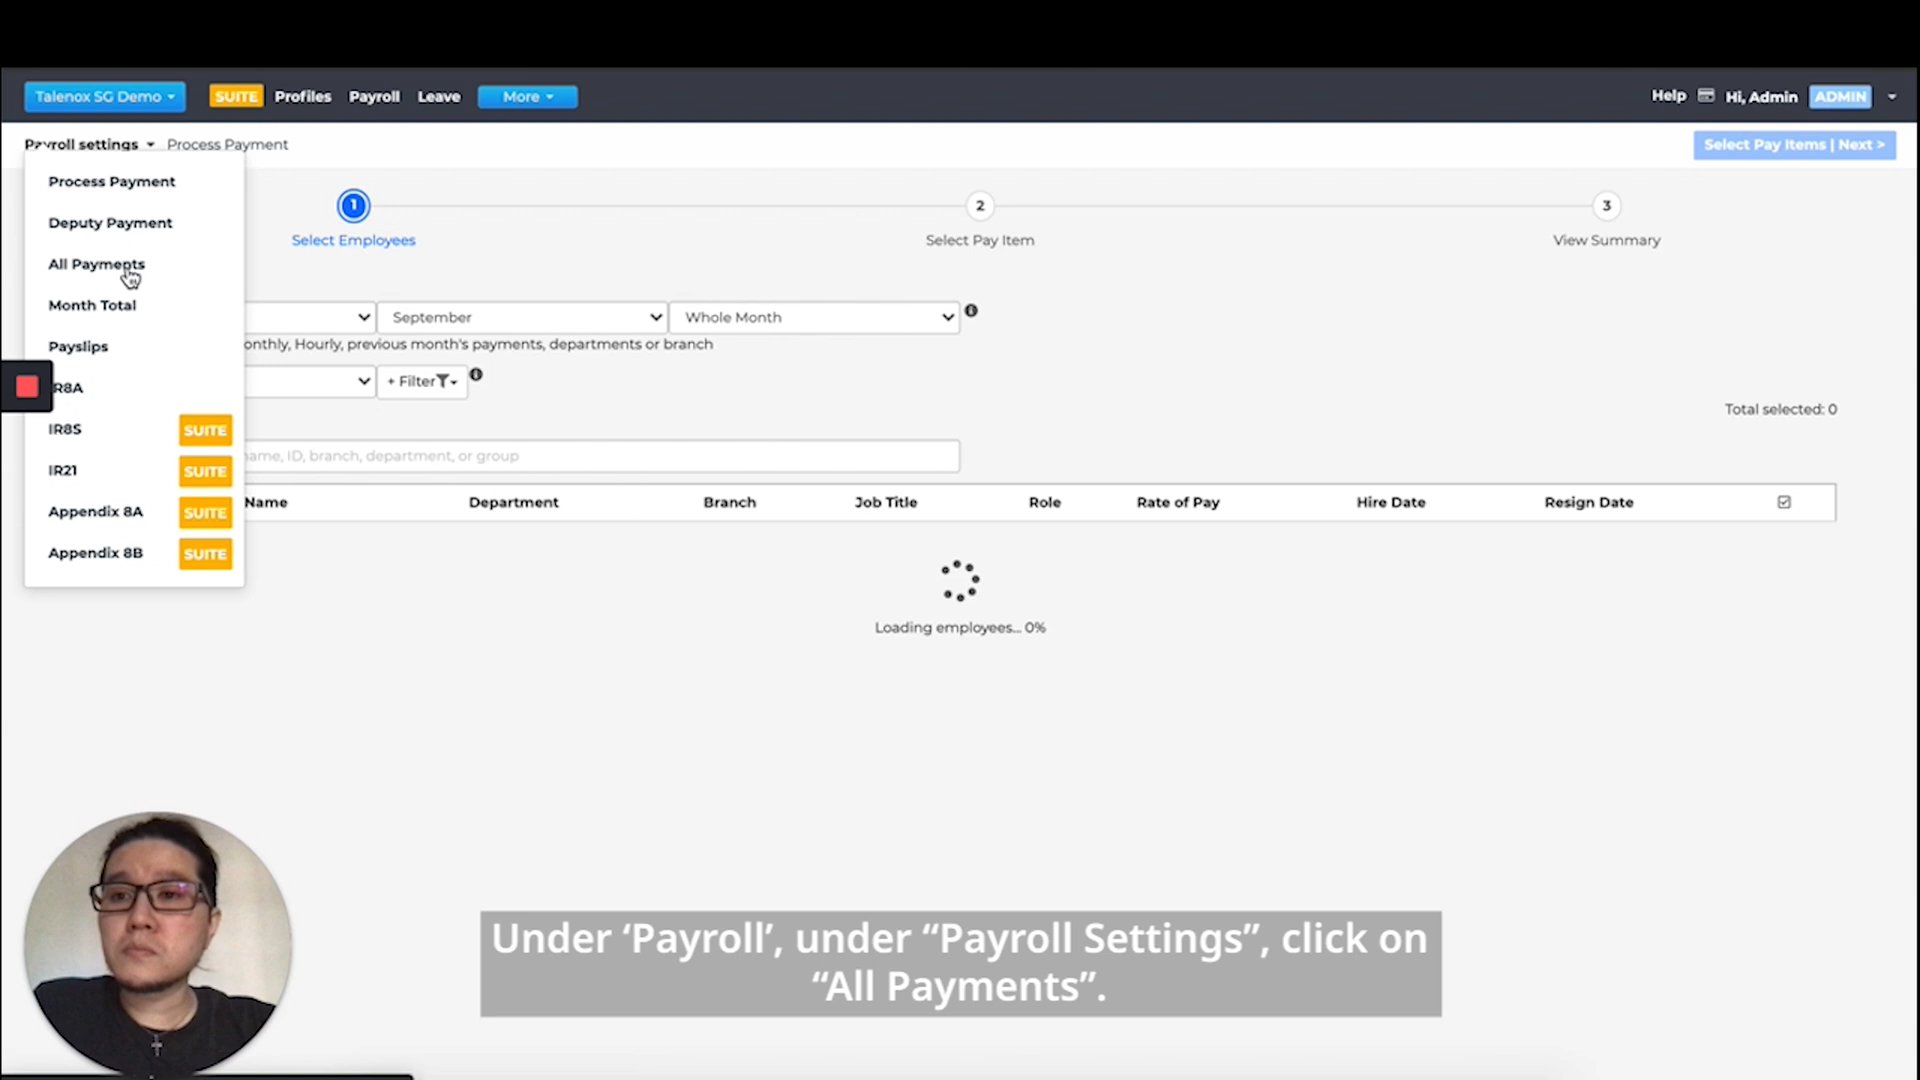 Talenox SG Demo SUITE Profiles Payroll Leave More Help Hi, Admin ADMIN
Payroll settings Process Payment Select Pay Items | Next >
Process Payment
Deputy Payment
All Payments
Month Total
Payslips
R8A
IR8S SUITE
IR21 SUITE
Appendix 8A SUITE
Appendix 8B SUITE
1 2 3
Select Employees Select Pay Item View Summary
September Whole Month
onthly, Hourly, previous month's payments, departments or branch
+ Filter
Total selected: 0
name, ID, branch, department, or group
Name Department Branch Job Title Role Rate of Pay Hire Date Resign Date
Loading employees... 0%
Under ‘Payroll’, under “Payroll Settings”, click on
“All Payments”.